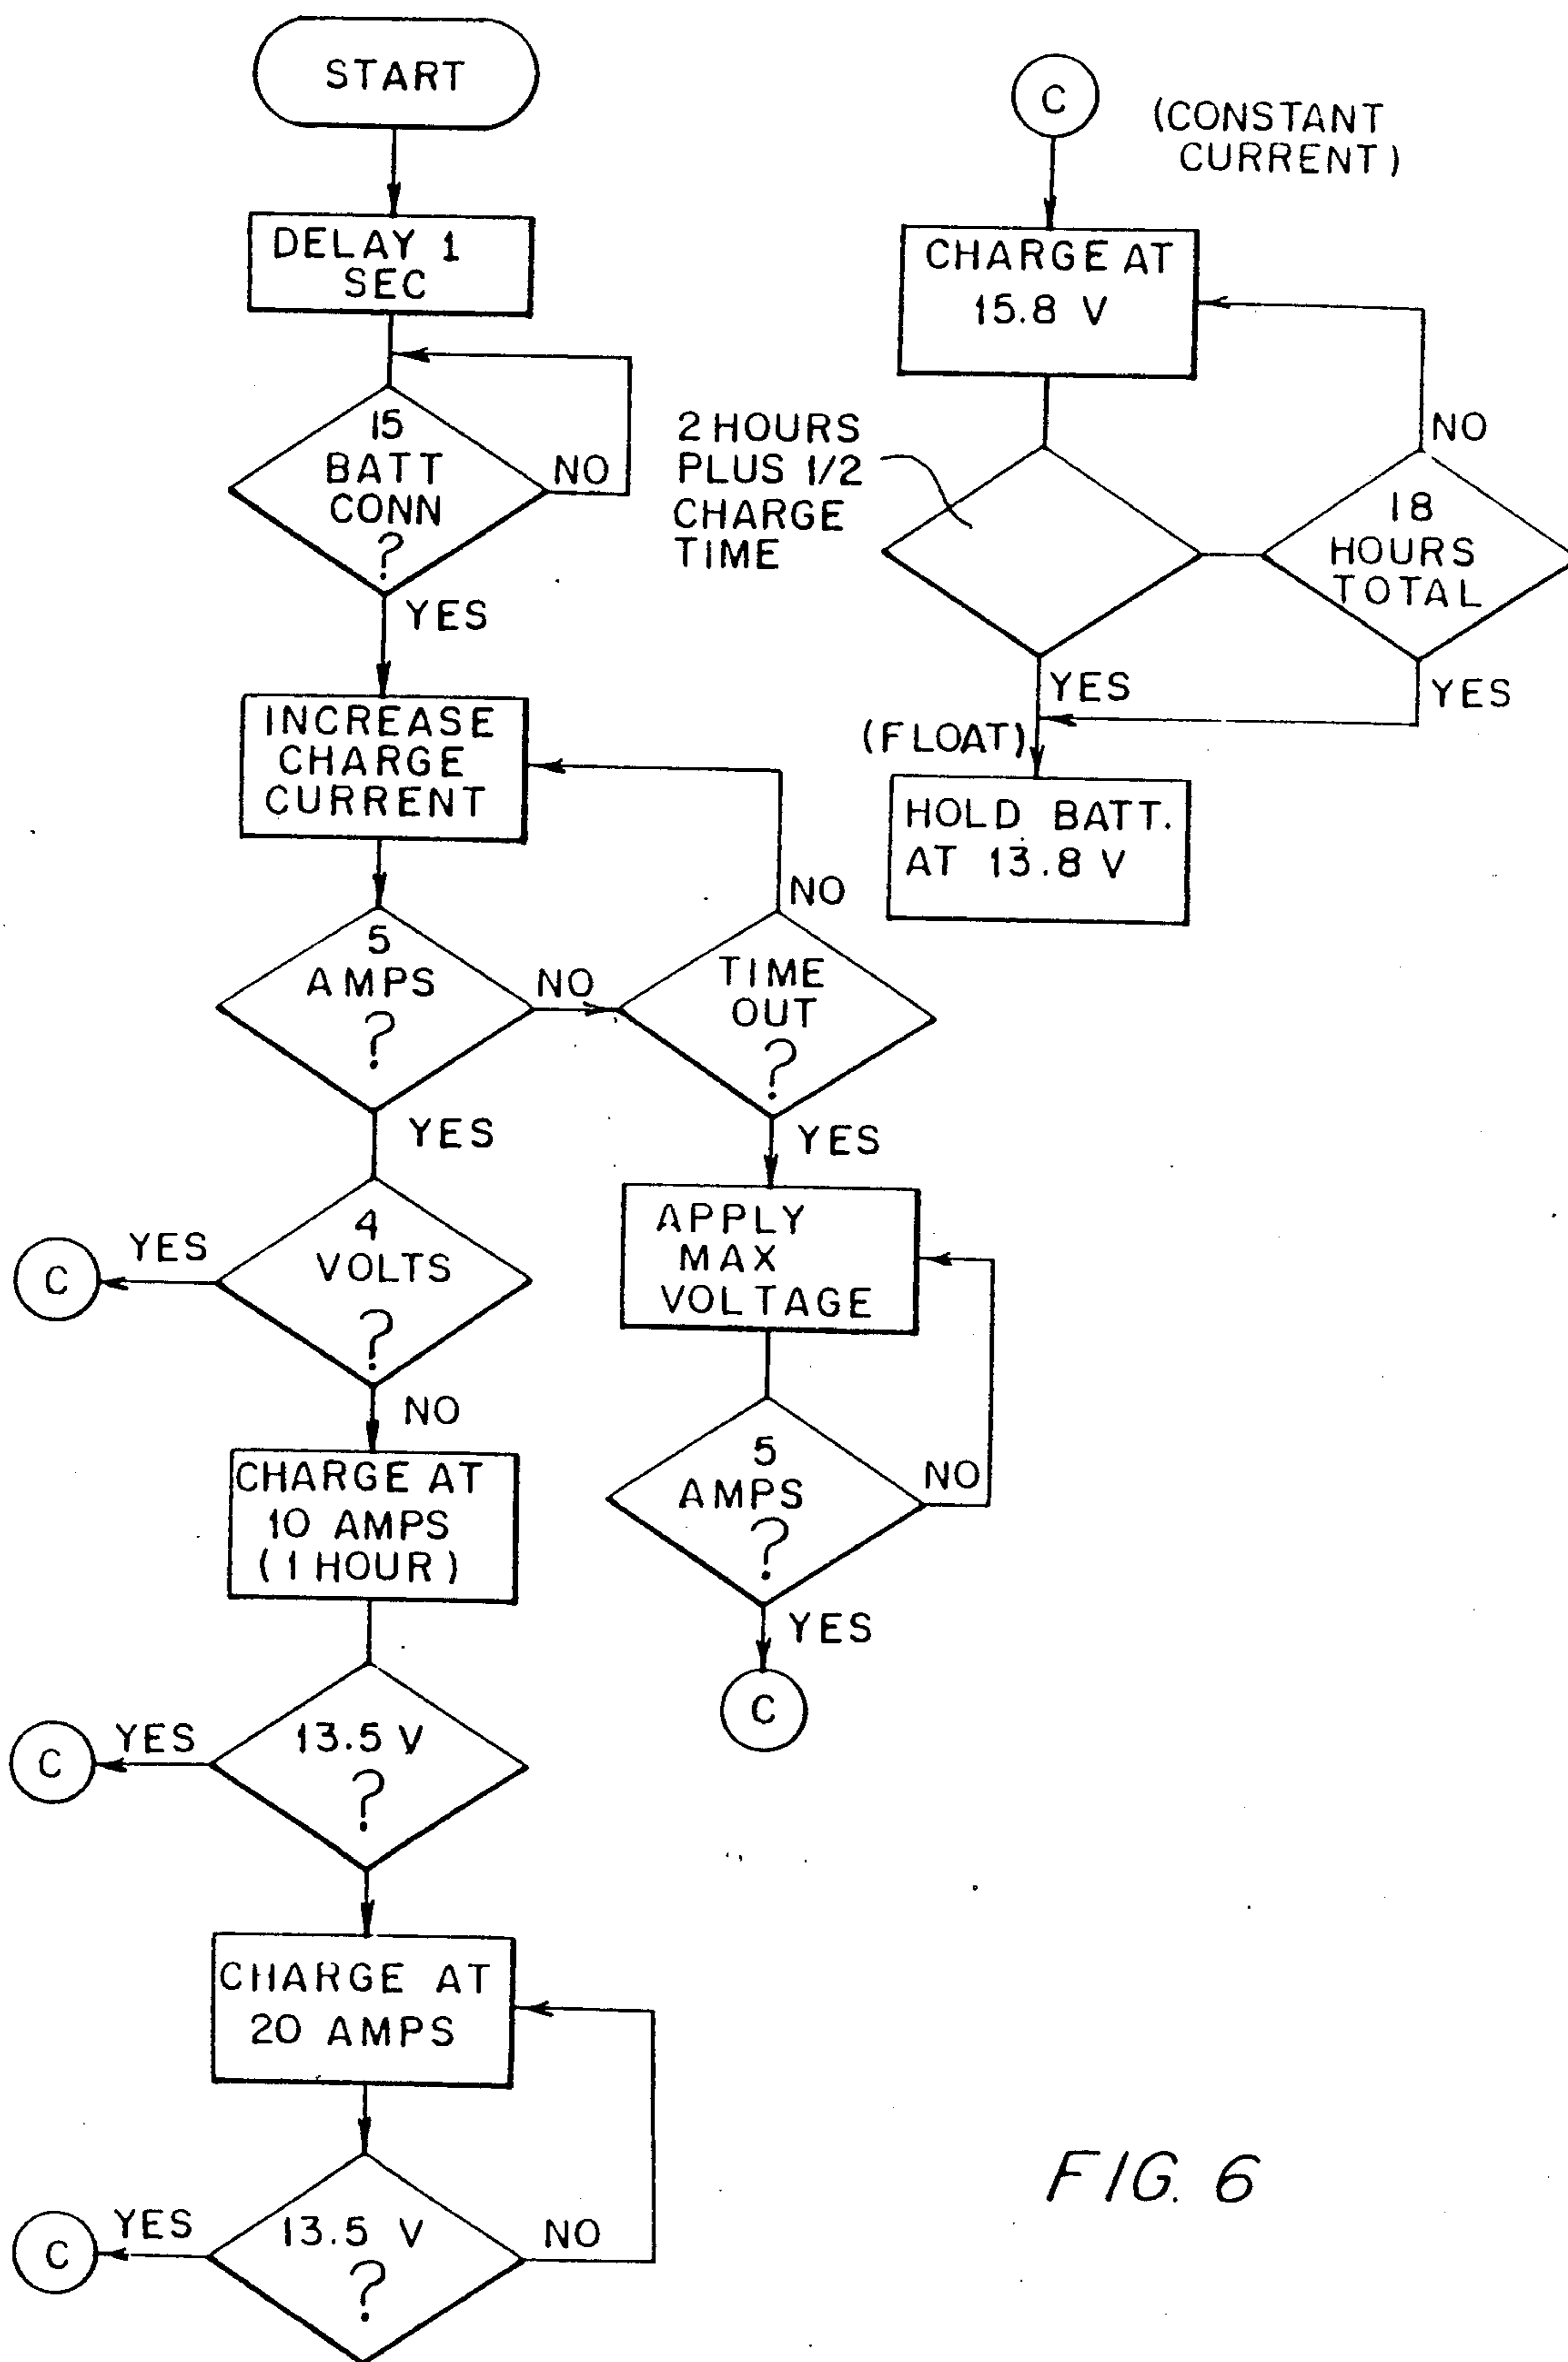 START
DELAY 1
SEC
15
BATT
CONN
?
NO
YES
INCREASE
CHARGE
CURRENT
5
AMPS
?
NO
YES
TIME
OUT
?
NO
YES
4
VOLTS
?
YES
C
NO
APPLY
MAX
VOLTAGE
5
AMPS
?
NO
YES
C
CHARGE AT
10 AMPS
(1 HOUR)
13.5 V
?
YES
C
CHARGE AT
20 AMPS
13.5 V
?
YES
C
NO
C
(CONSTANT
CURRENT)
CHARGE AT
15.8 V
2 HOURS
PLUS 1/2
CHARGE
TIME
NO
18
HOURS
TOTAL
YES
YES
(FLOAT)
HOLD BATT.
AT 13.8 V
FIG. 6